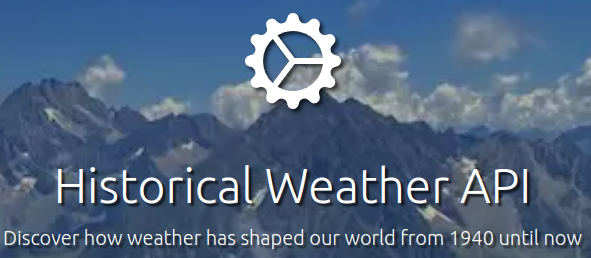 Historical Weather API
Discover how weather has shaped our world from 1940 until now